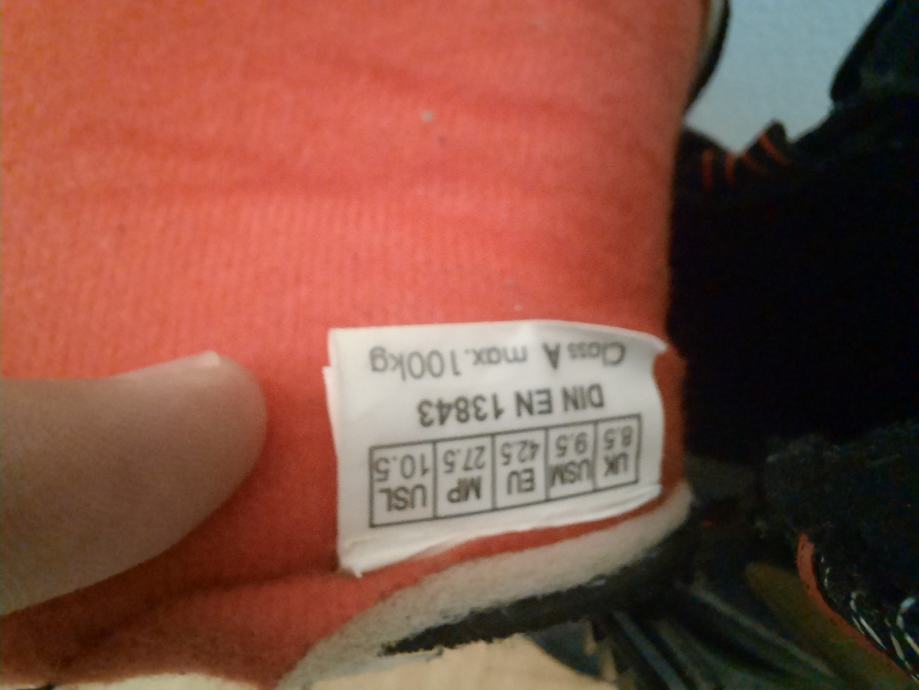 UK USM EU MP USL
8.5 9.5 42.5 27.5 10.5
DIN EN 13843
Class A max.100kg